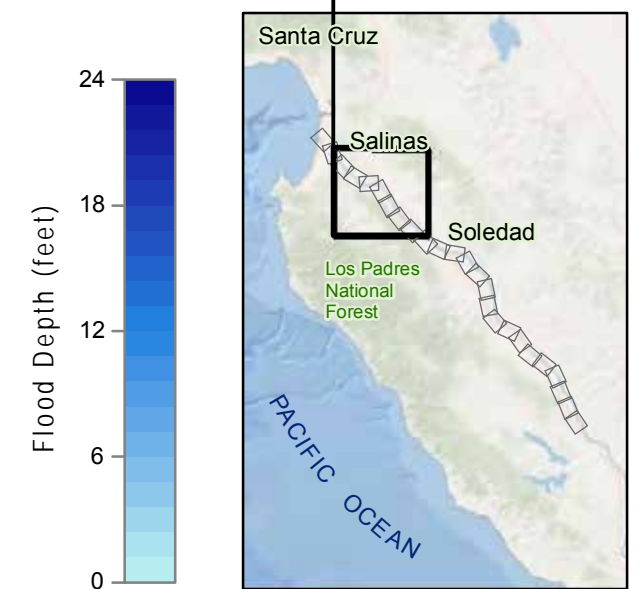 24
18
12
6
0
Flood Depth (feet)
Santa Cruz
Salinas
Soledad
Los Padres
National
Forest
PACIFIC OCEAN